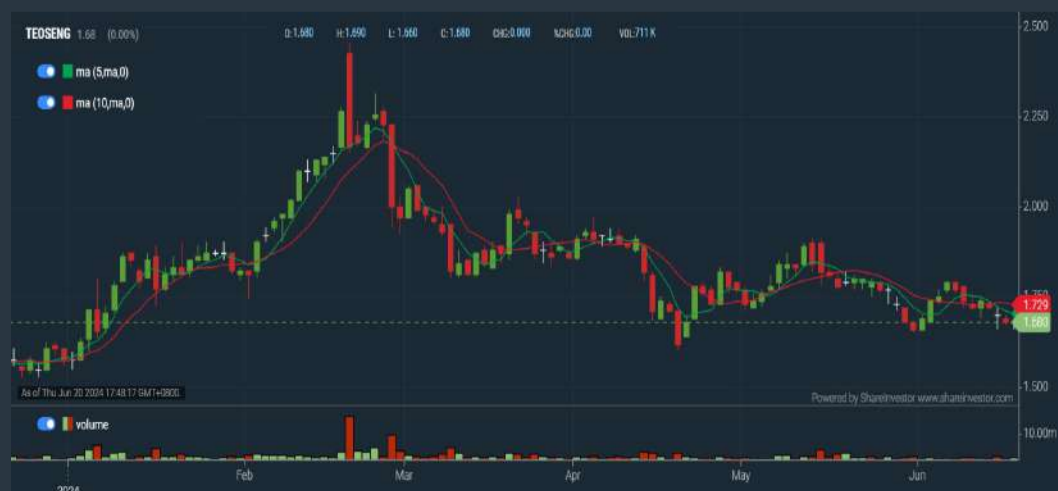 2.500
TEOSENG 1.68 (0.00%) O:1.680 H:1.690 L: 1.660 C:1.680 CHG:0.000 %CHG:0.00 VOL:711 K
ma (5,ma,0)
ma (10,ma,0)
2.250
2.000
1.750
1.729
1.680
1.500
As of Thu Jun 20 2024 17:48:17 GMT+0800
Powered by ShareInvestor www.shareinvestor.com
volume
10.00m
Feb Mar Apr May Jun
2024